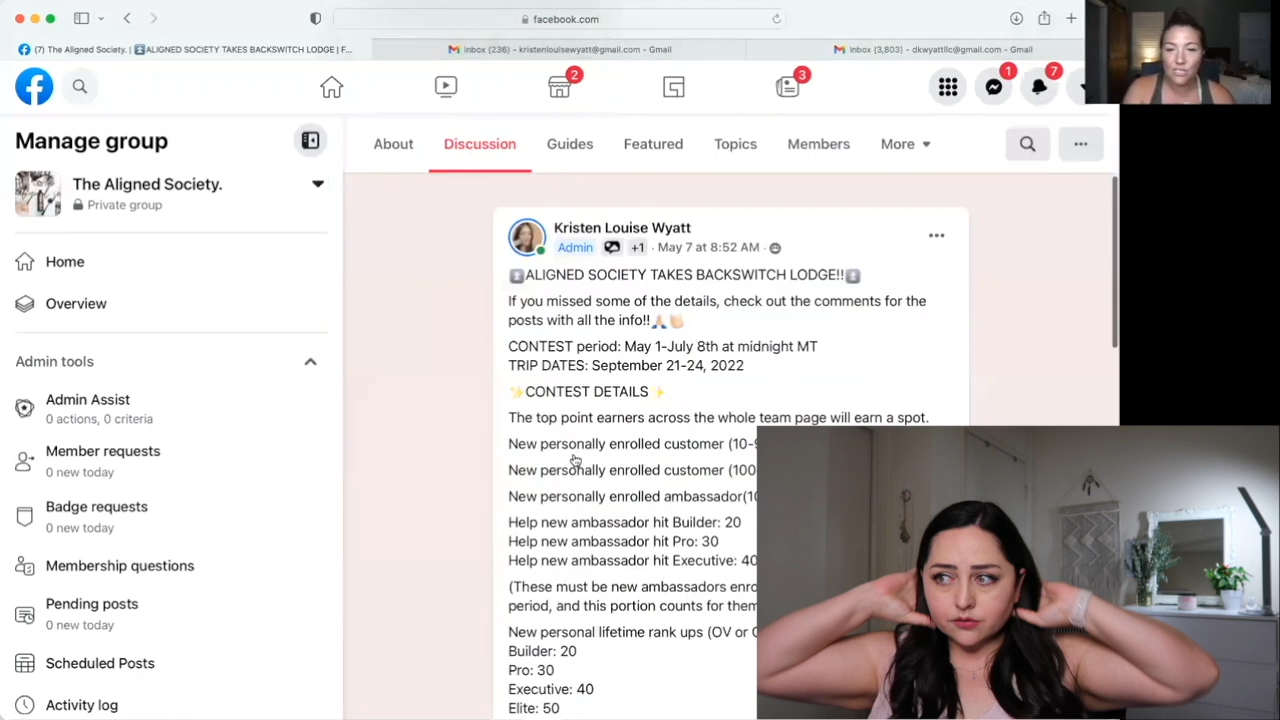 facebook.com
(7) The Aligned Society. | ALIGNED SOCIETY TAKES BACKSWITCH LODGE | F...
Inbox (236) - kristenlouisewyatt@gmail.com - Gmail
Inbox (3,803) - dkwyattllc@gmail.com - Gmail
2
3
1
7
Manage group
The Aligned Society.
Private group
Home
Overview
Admin tools
Admin Assist
0 actions, 0 criteria
Member requests
0 new today
Badge requests
0 new today
Membership questions
Pending posts
0 new today
Scheduled Posts
Activity log
About
Discussion
Guides
Featured
Topics
Members
More
Kristen Louise Wyatt
Admin +1 · May 7 at 8:52 AM ·
ALIGNED SOCIETY TAKES BACKSWITCH LODGE!!
If you missed some of the details, check out the comments for the
posts with all the info!!🙏🏻👏🏻
CONTEST period: May 1-July 8th at midnight MT
TRIP DATES: September 21-24, 2022
✨CONTEST DETAILS✨
The top point earners across the whole team page will earn a spot.
New personally enrolled customer (10-9
New personally enrolled customer (100
New personally enrolled ambassador(10
Help new ambassador hit Builder: 20
Help new ambassador hit Pro: 30
Help new ambassador hit Executive: 40
(These must be new ambassadors enro
period, and this portion counts for them
New personal lifetime rank ups (OV or
Builder: 20
Pro: 30
Executive: 40
Elite: 50